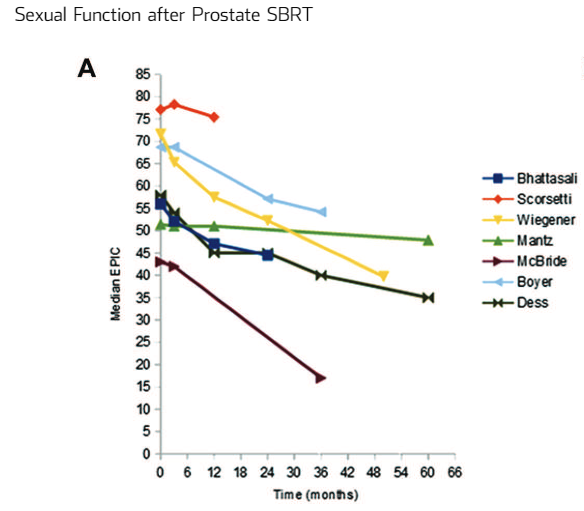 Sexual Function after Prostate SBRT
A
85
80
75
70
65
60
55
50
45
40
35
30
25
20
15
10
5
0
Median EPIC
0 6 12 18 24 30 36 42 48 54 60 66
Time (months)
Bhattasali
Scorsetti
Wiegener
Mantz
McBride
Boyer
Dess